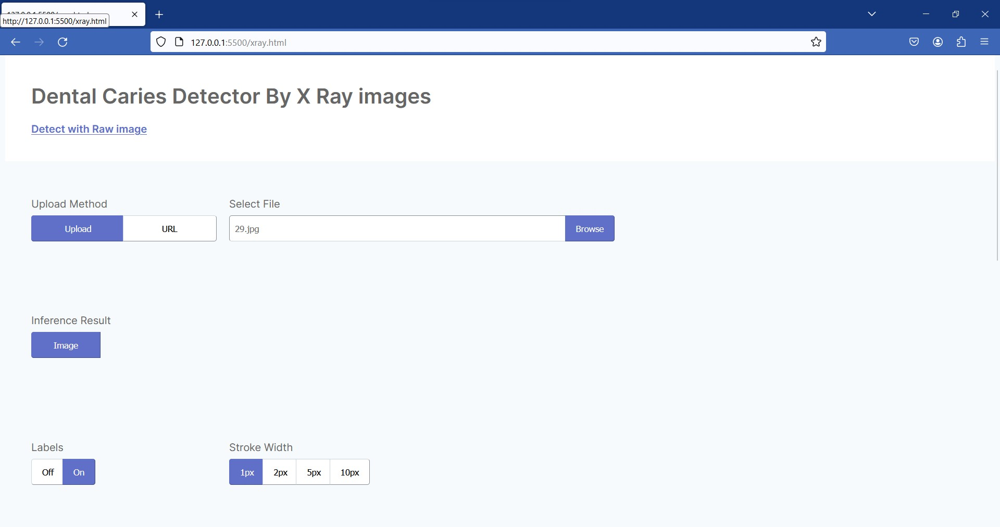 http://127.0.0.1:5500/xray.html
127.0.0.1:5500/xray.html
Dental Caries Detector By X Ray images
Detect with Raw image
Upload Method
Select File
Upload
URL
29.jpg
Browse
Inference Result
Image
Labels
Stroke Width
Off
On
1px
2px
5px
10px